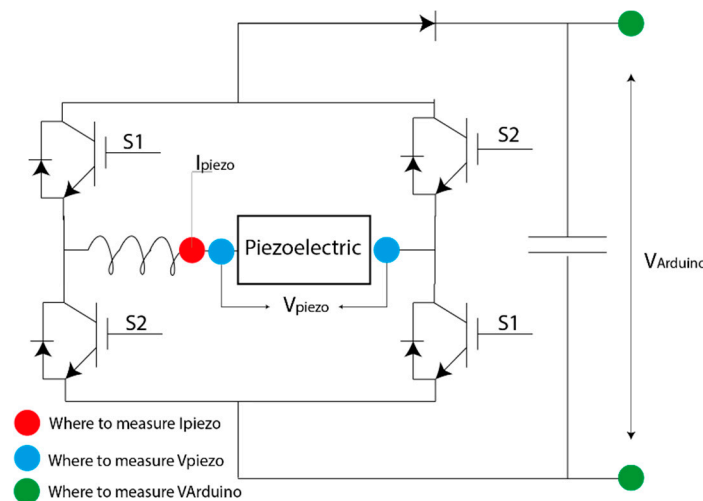 S1
S2
Ipiezo
Piezoelectric
VArduino
Vpiezo
S2
S1
Where to measure Ipiezo
Where to measure Vpiezo
Where to measure VArduino